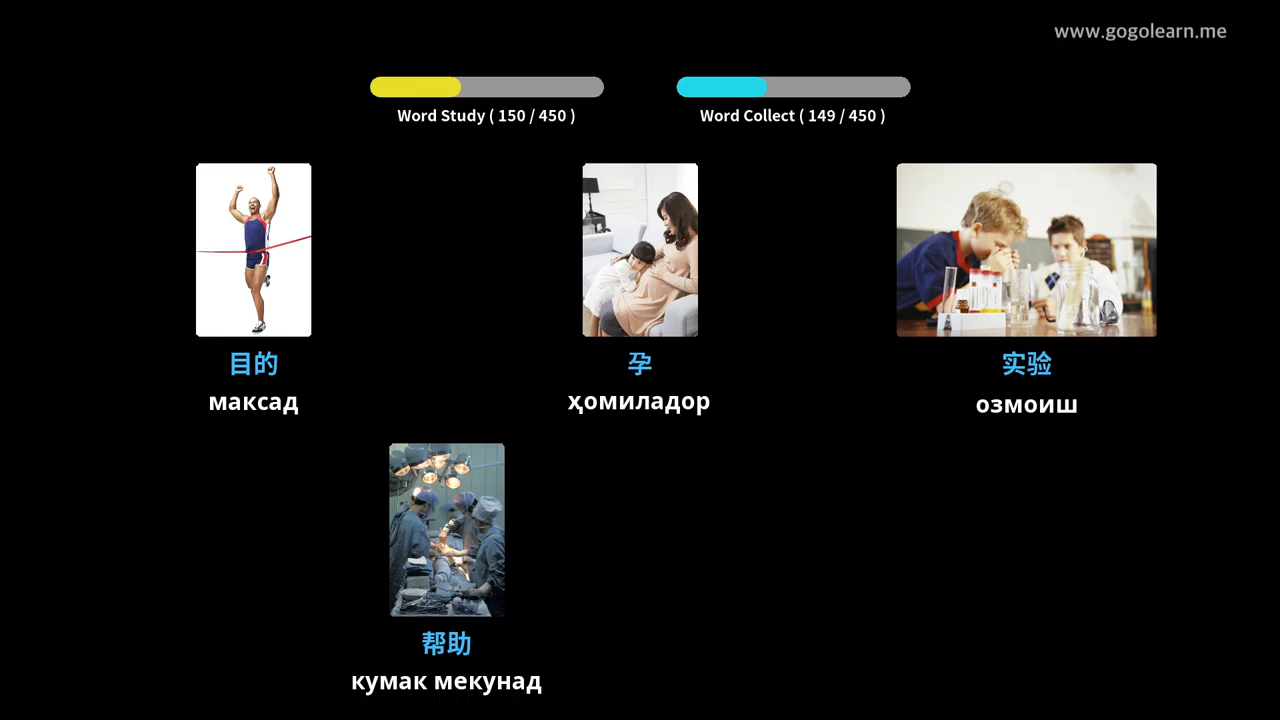 www.gogolearn.me
Word Study ( 150 / 450 )
Word Collect ( 149 / 450 )
目的
孕
实验
максад
ҳомиладор
озмоиш
帮助
кумак мекунад